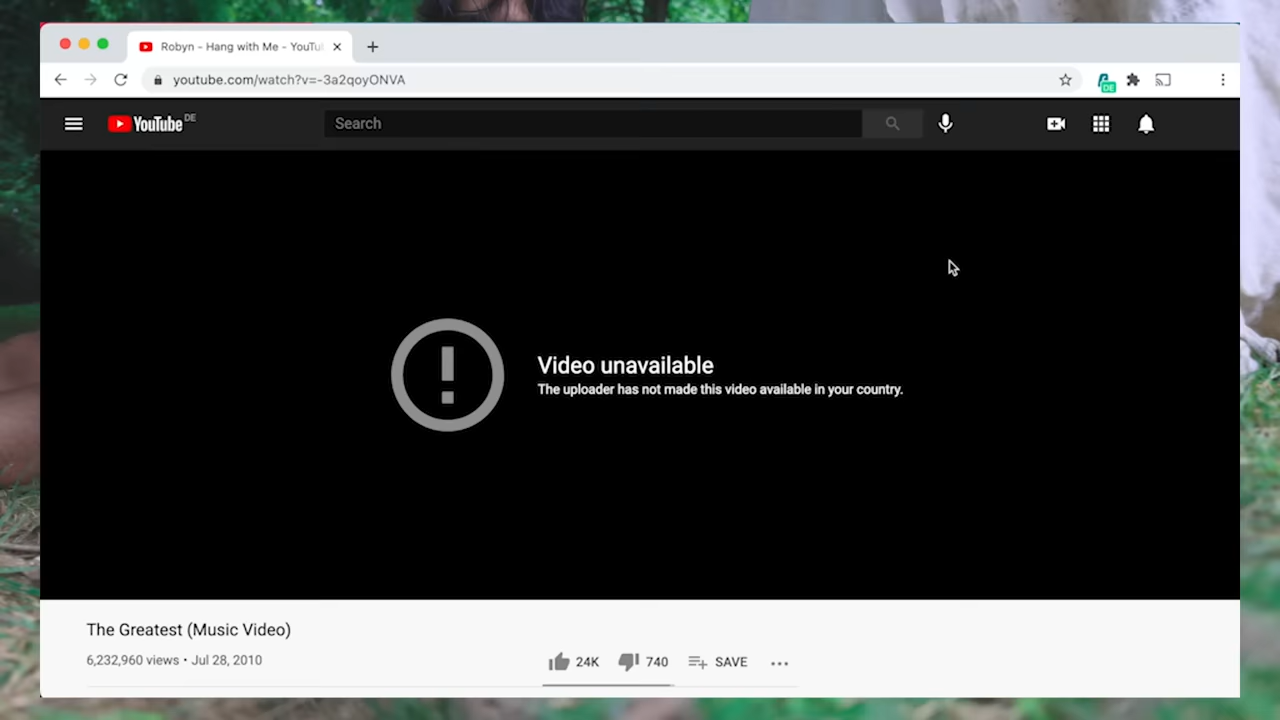 Robyn - Hang with Me - YouTu
youtube.com/watch?v=-3a2qoyONVA
DE
YouTube DE
Search
Video unavailable
The uploader has not made this video available in your country.
The Greatest (Music Video)
6,232,960 views • Jul 28, 2010
24K
740
SAVE